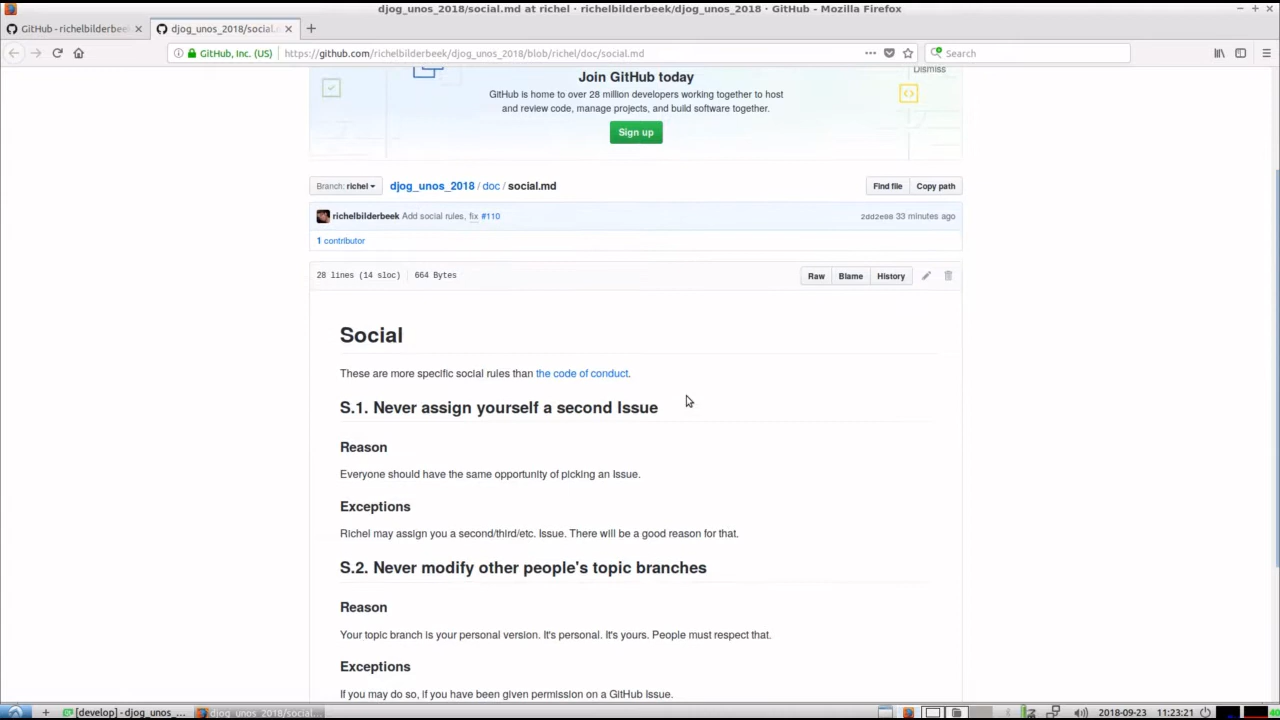 djog_unos_2018/social.md at richel · richelbilderbeek/djog_unos_2018 · GitHub - Mozilla Firefox
GitHub - richelbilderbee
djog_unos_2018/social.
GitHub, Inc. (US)
https://github.com/richelbilderbeek/djog_unos_2018/blob/richel/doc/social.md
Search
Join GitHub today
Dismiss
GitHub is home to over 28 million developers working together to host
and review code, manage projects, and build software together.
Sign up
Branch: richel
djog_unos_2018 / doc / social.md
Find file
Copy path
richelbilderbeek Add social rules, fix #110
2dd2e08 33 minutes ago
1 contributor
28 lines (14 sloc)
664 Bytes
Raw
Blame
History
Social
These are more specific social rules than the code of conduct.
S.1. Never assign yourself a second Issue
Reason
Everyone should have the same opportunity of picking an Issue.
Exceptions
Richel may assign you a second/third/etc. Issue. There will be a good reason for that.
S.2. Never modify other people's topic branches
Reason
Your topic branch is your personal version. It's personal. It's yours. People must respect that.
Exceptions
If you may do so, if you have been given permission on a GitHub Issue.
[develop] - djog_unos_...
djog_unos_2018/social...
2018-09-23
11:23:21